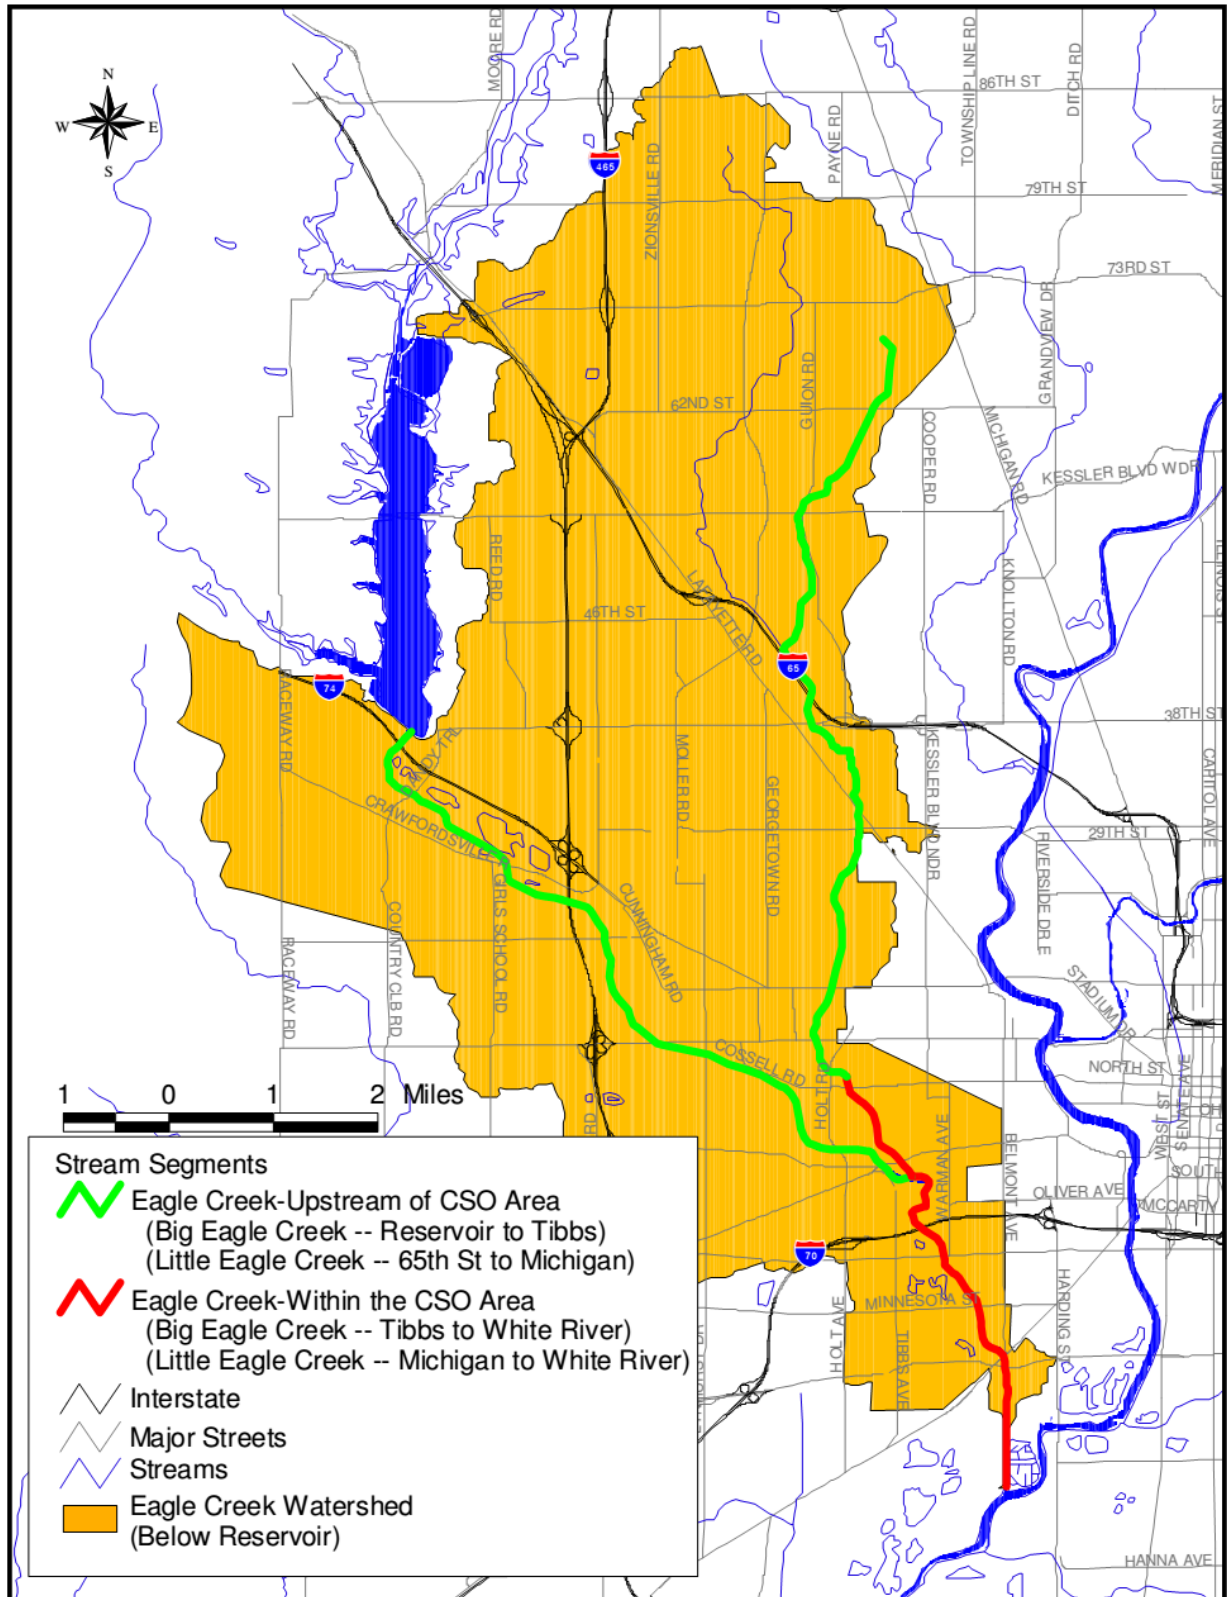 MOORE RD
TOWNSHIP LINE RD
DITCH RD
86TH ST
N
W E
S
PAYNE RD
MERIDIAN ST
465
ZIONSVILLE RD
79TH ST
73RD ST
GRANDVIEW DR
GUION RD
62ND ST
COOPER RD
MICHIGAN RD
KESSLER BLVD WDR
REED RD
LAFAYETTE RD
KNOLLTON RD
46TH ST
65
74
RACEWAY RD
38TH ST
DANDY TRL
MOLLER RD
GEORGETOWN RD
KESSLER BLVD NDR
CAPITOL AVE
CRAWFORDSVILLE
29TH ST
RIVERSIDE DR E
GIRLS SCHOOL RD
CUNNINGHAM RD
COUNTRY CLB RD
RACEWAY RD
STADIUM DR
COSSELL RD
HOLT RD
NORTH ST
WEST ST
SENATE AVE
1 0 1 2 Miles
RD
WARMAN AVE
BELMONT AVE
SOUTH
OLIVER AVE
MCCARTY
Stream Segments
Eagle Creek-Upstream of CSO Area
(Big Eagle Creek -- Reservoir to Tibbs)
(Little Eagle Creek -- 65th St to Michigan)
70
Eagle Creek-Within the CSO Area
(Big Eagle Creek -- Tibbs to White River)
(Little Eagle Creek -- Michigan to White River)
HOLT AVE
MINNESOTA ST
TIBBS AVE
HARDING ST
Interstate
Major Streets
Streams
Eagle Creek Watershed
(Below Reservoir)
HANNA AVE